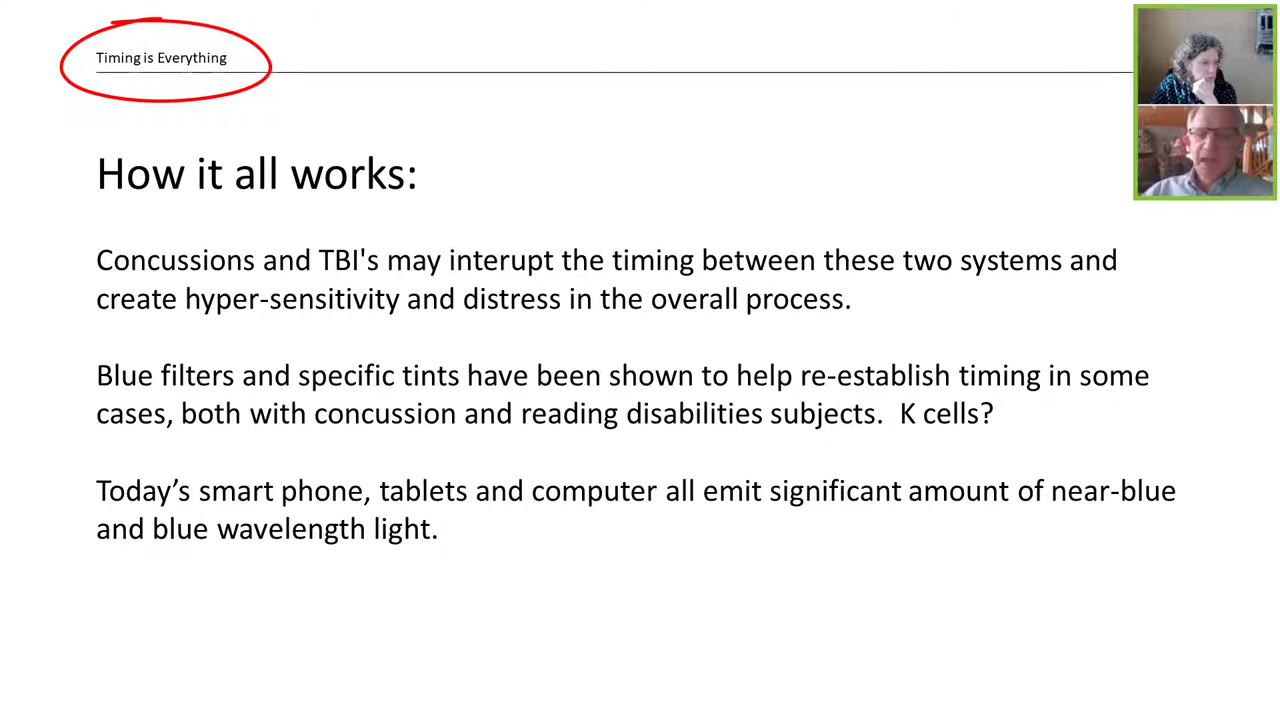 Timing is Everything
How it all works:
Concussions and TBI's may interupt the timing between these two systems and
create hyper-sensitivity and distress in the overall process.
Blue filters and specific tints have been shown to help re-establish timing in some
cases, both with concussion and reading disabilities subjects.  K cells?
Today’s smart phone, tablets and computer all emit significant amount of near-blue
and blue wavelength light.